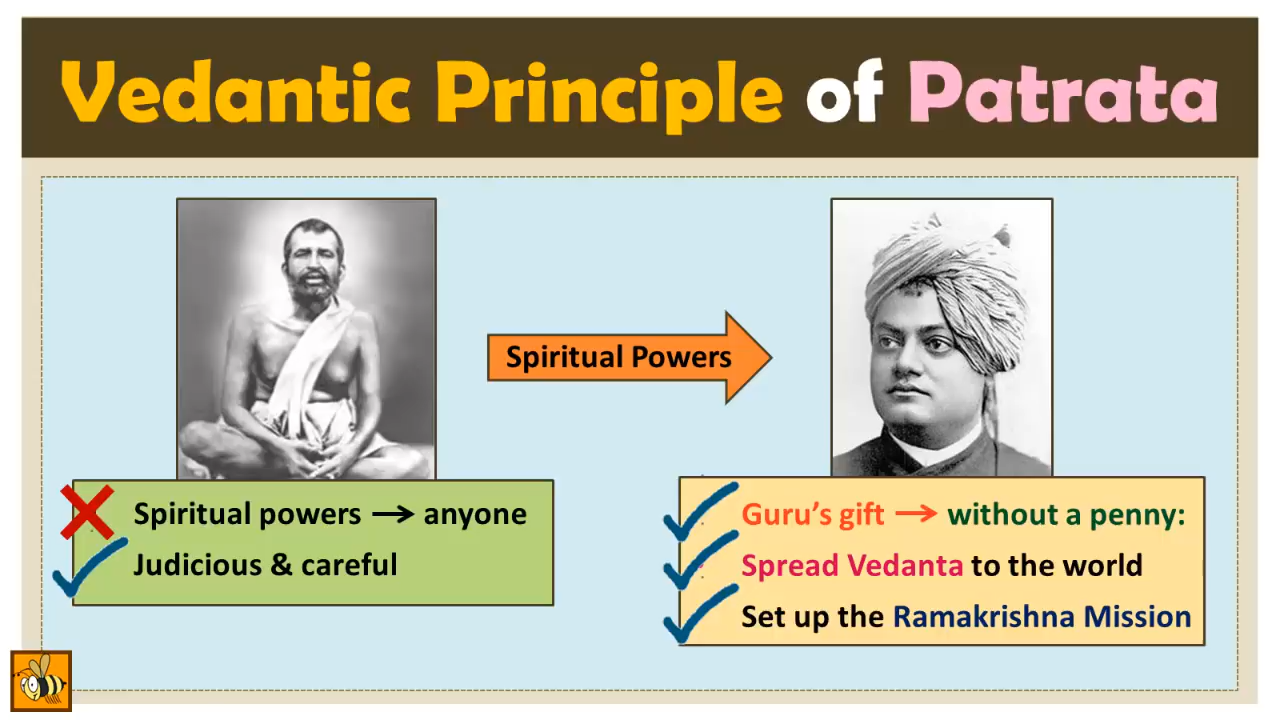 Vedantic Principle of Patrata
Spiritual Powers
Spiritual powers → anyone
Judicious & careful
Guru's gift → without a penny:
Spread Vedanta to the world
Set up the Ramakrishna Mission